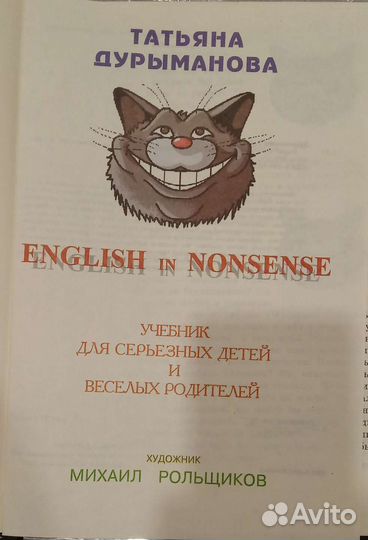 ТАТЬЯНА
ДУРЫМАНОВА
ENGLISH IN NONSENSE
УЧЕБНИК
ДЛЯ СЕРЬЕЗНЫХ ДЕТЕЙ
И
ВЕСЕЛЫХ РОДИТЕЛЕЙ
ХУДОЖНИК
МИХАИЛ РОЛЬЩИКОВ
Avito